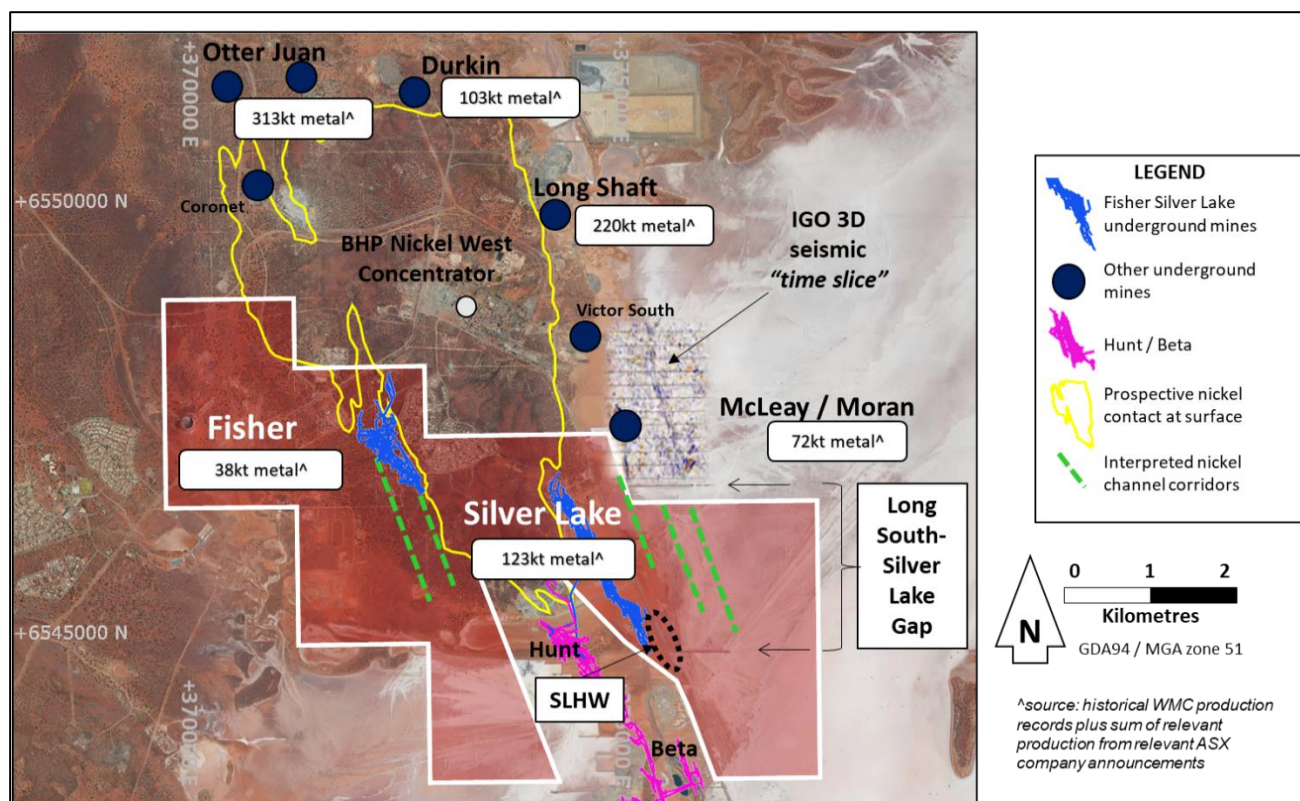 Otter Juan
Durkin
+370000 E
+375000 E
103kt metal^
313kt metal^
+6550000 N
Coronet
Long Shaft
220kt metal^
BHP Nickel West
Concentrator
IGO 3D
seismic
“time slice”
Victor South
Fisher
38kt metal^
McLeay / Moran
72kt metal^
Silver Lake
123kt metal^
Long
South-
Silver
Lake
Gap
+6545000 N
Hunt
SLHW
Beta
+370000 E
LEGEND
Fisher Silver Lake
underground mines
Other underground
mines
Hunt / Beta
Prospective nickel
contact at surface
Interpreted nickel
channel corridors
0 1 2
Kilometres
N
GDA94 / MGA zone 51
^source: historical WMC production
records plus sum of relevant
production from relevant ASX
company announcements